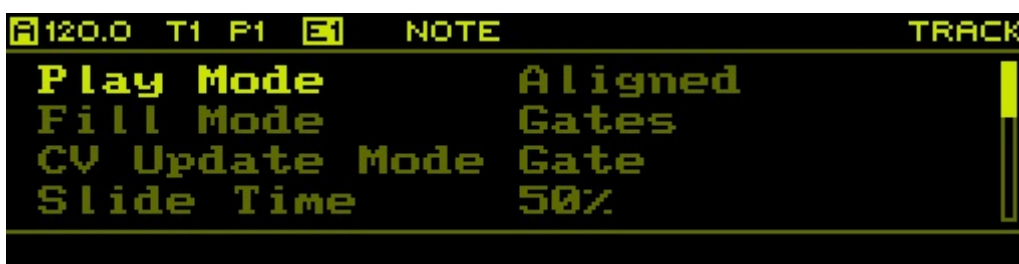 A 120.0 T1 P1 E1 NOTE TRACK
Play Mode Aligned
Fill Mode Gates
CV Update Mode Gate
Slide Time 50%